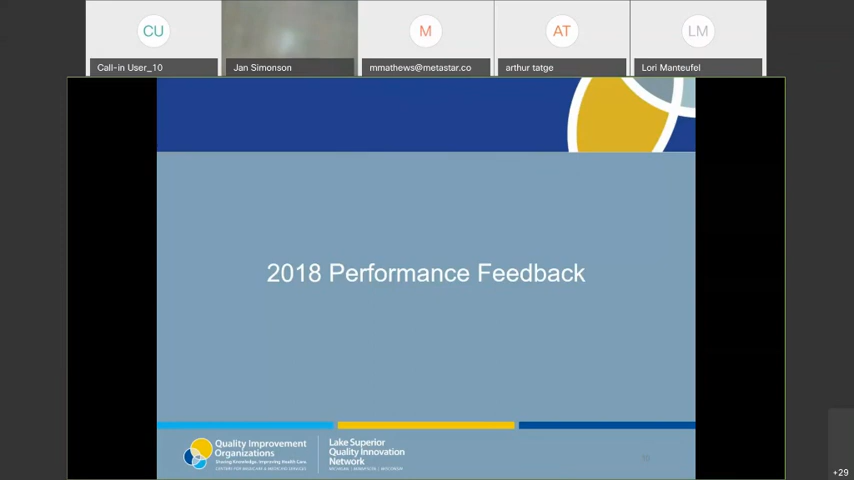 CU
M
AT
LM
Call-in User_10
Jan Simonson
mmathews@metastar.co
arthur tatge
Lori Manteufel
2018 Performance Feedback
Quality Improvement
Organizations
Sharing Knowledge. Improving Health Care.
CENTERS FOR MEDICARE & MEDICAID SERVICES
Lake Superior
Quality Innovation
Network
MICHIGAN | MINNESOTA | WISCONSIN
+29